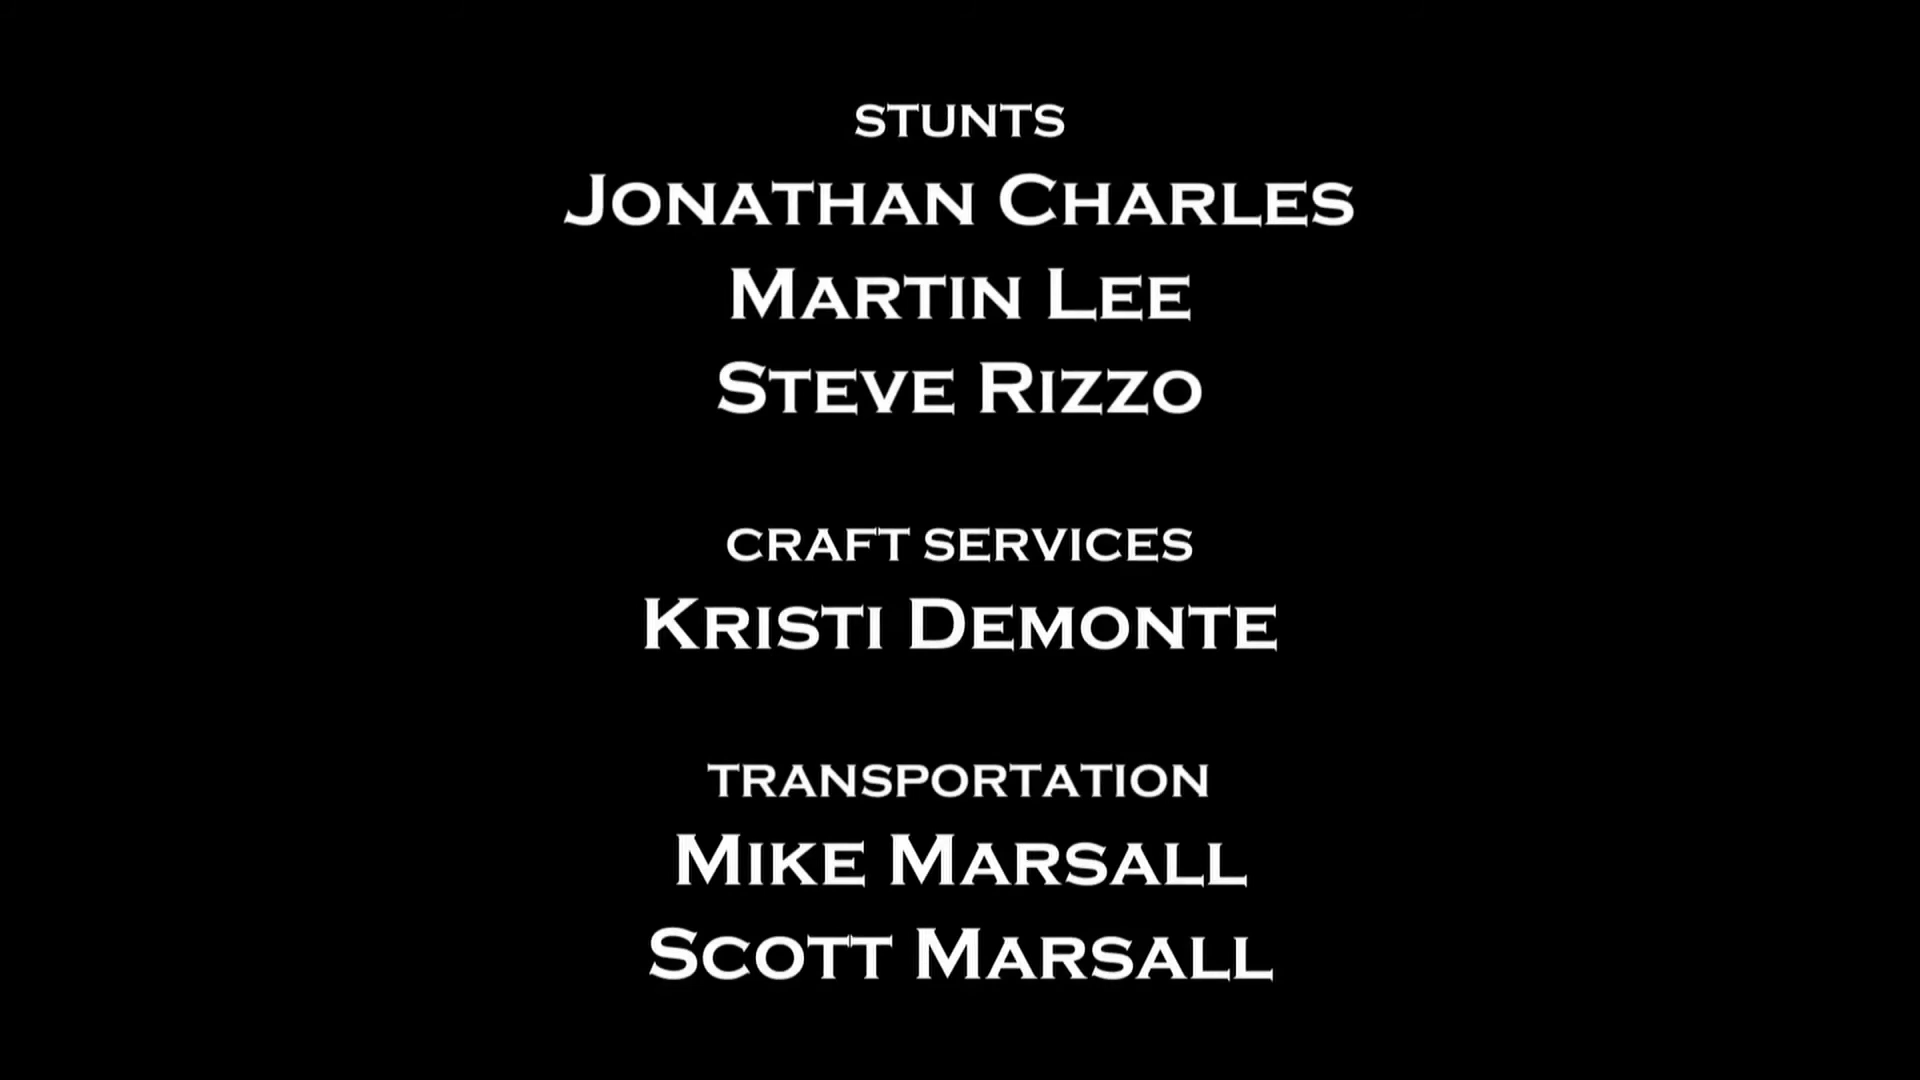 STUNTS
JONATHAN CHARLES
MARTIN LEE
STEVE RIZZO
CRAFT SERVICES
KRISTI DEMONTE
TRANSPORTATION
MIKE MARSALL
SCOTT MARSALL